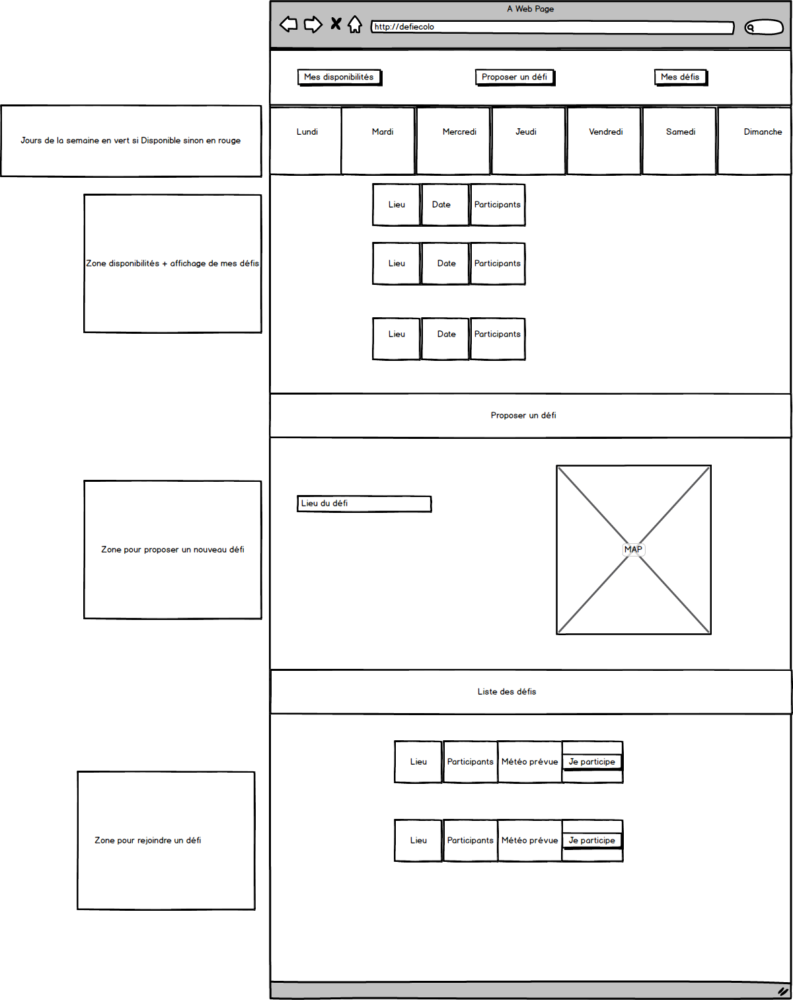 A Web Page
http://defiecolo
Mes disponibilités
Proposer un défi
Mes défis
Jours de la semaine en vert si Disponible sinon en rouge
Lundi
Mardi
Mercredi
Jeudi
Vendredi
Samedi
Dimanche
Zone disponibilités + affichage de mes défis
Lieu
Date
Participants
Lieu
Date
Participants
Lieu
Date
Participants
Proposer un défi
Zone pour proposer un nouveau défi
Lieu du défi
MAP
Liste des défis
Zone pour rejoindre un défi
Lieu
Participants
Météo prévue
Je participe
Lieu
Participants
Météo prévue
Je participe